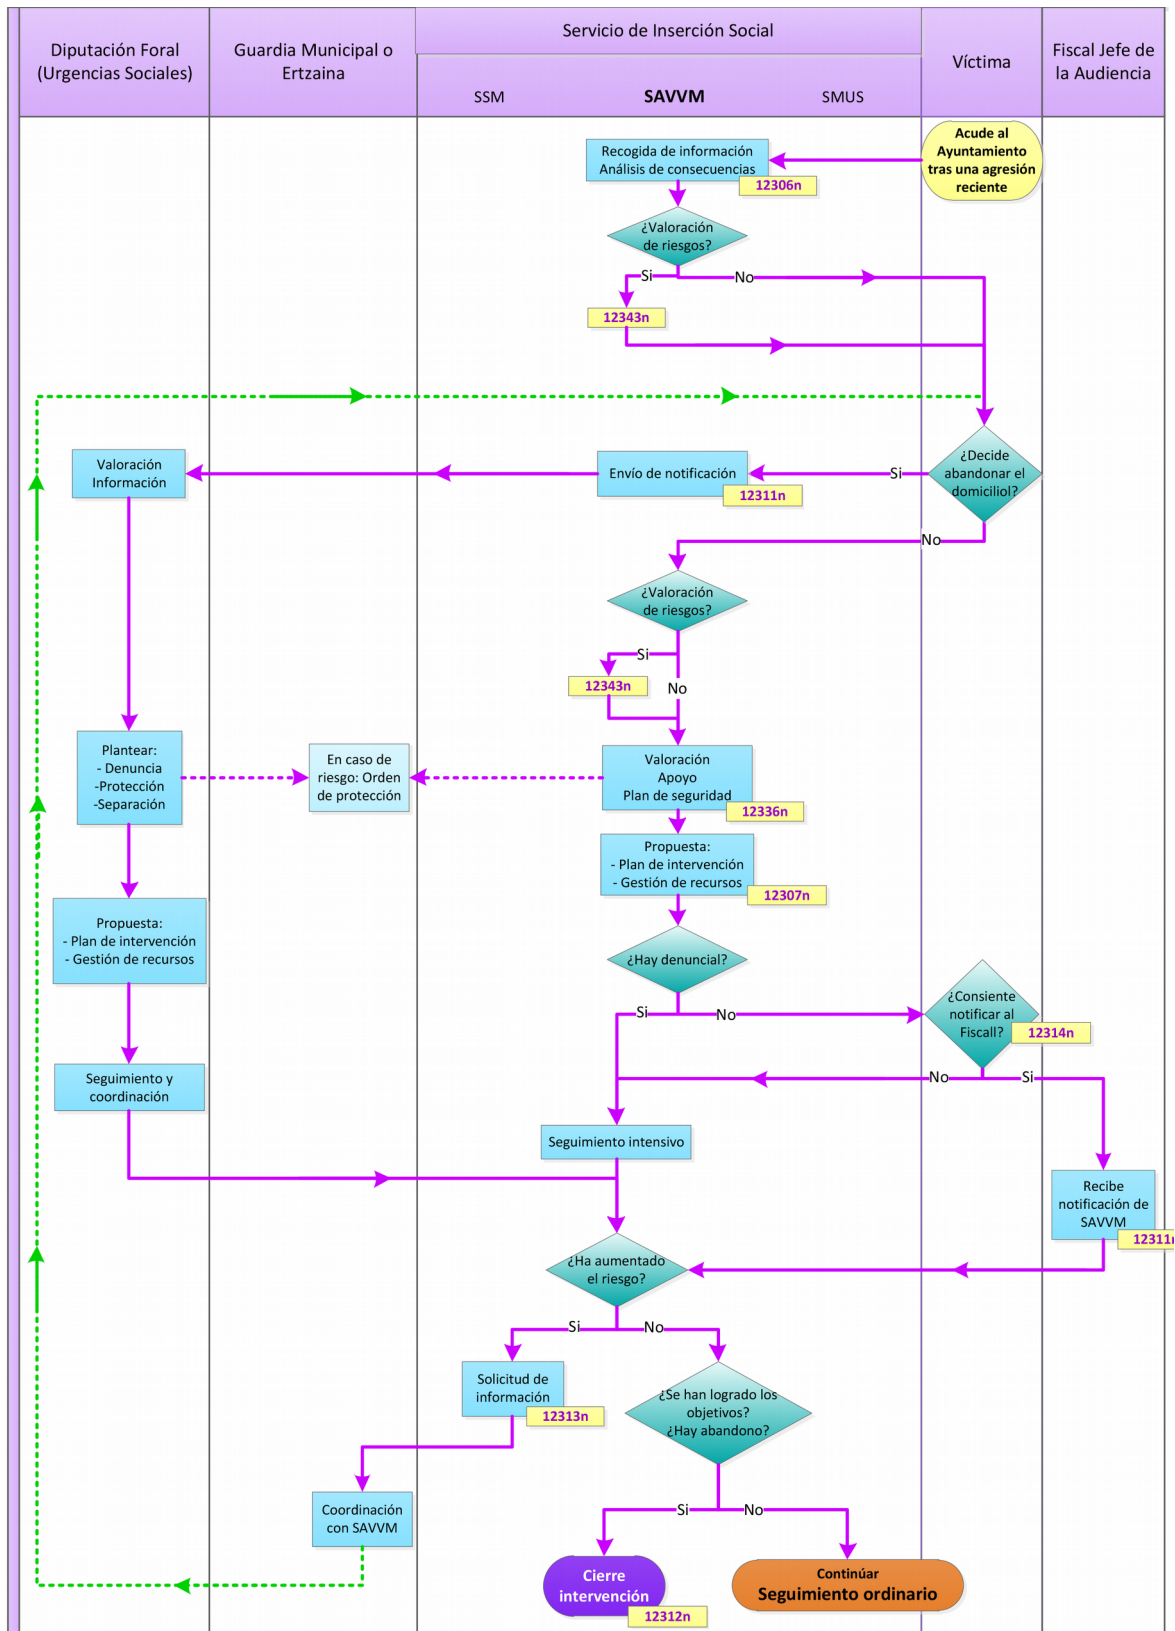 Diputación Foral
(Urgencias Sociales)
Guardia Municipal o
Ertzaina
Servicio de Inserción Social
SSM
SAVVM
SMUS
Víctima
Fiscal Jefe de
la Audiencia
Acude al
Ayuntamiento
tras una agresión
reciente
Recogida de información
Análisis de consecuencias
12306n
¿Valoración
de riesgos?
Si
No
12343n
¿Decide
abandonar el
domicilioI?
Si
Envío de notificación
12311n
Valoración
Información
No
¿Valoración
de riesgos?
Si
12343n
No
Plantear:
- Denuncia
-Protección
-Separación
En caso de
riesgo: Orden
de protección
Valoración
Apoyo
Plan de seguridad
12336n
Propuesta:
- Plan de intervención
- Gestión de recursos
12307n
Propuesta:
- Plan de intervención
- Gestión de recursos
¿Hay denuncial?
Si
No
¿Consiente
notificar al
Fiscall?
12314n
No
Si
Seguimiento y
coordinación
Seguimiento intensivo
Recibe
notificación de
SAVVM
12311n
¿Ha aumentado
el riesgo?
Si
No
Solicitud de
información
12313n
¿Se han logrado los
objetivos?
¿Hay abandono?
Coordinación
con SAVVM
Si
No
Cierre
intervención
12312n
Continúar
Seguimiento ordinario